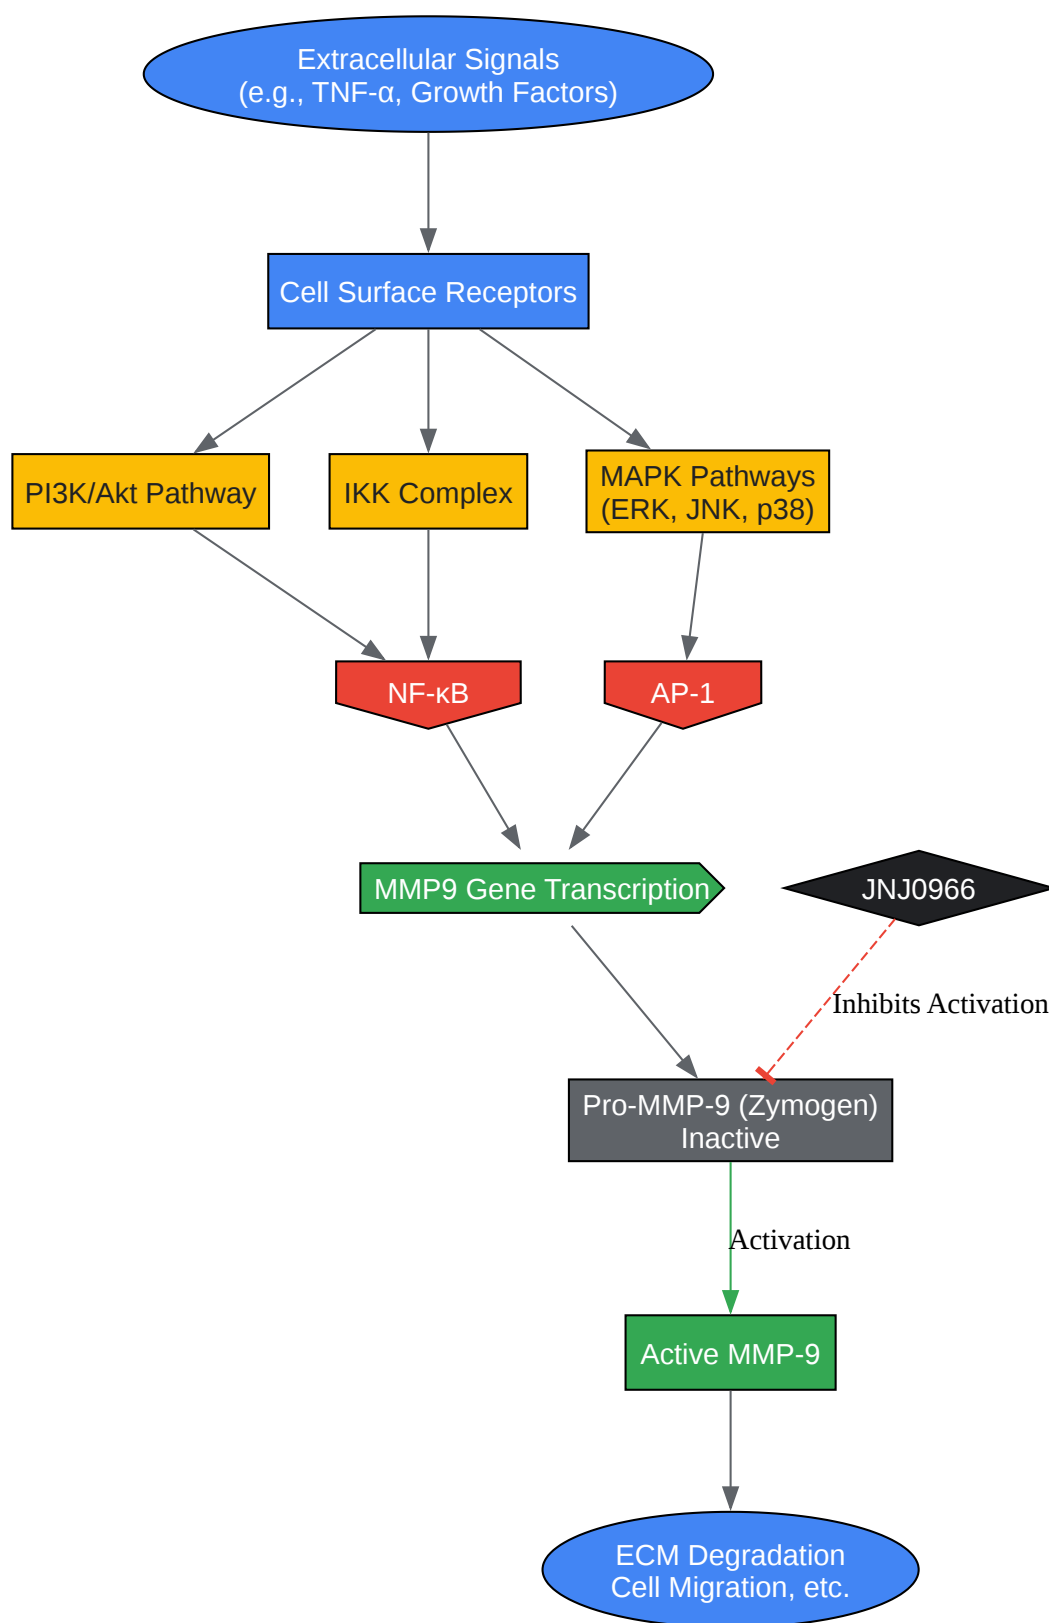 Extracellular Signals
(e.g., TNF-α, Growth Factors)
Cell Surface Receptors
PI3K/Akt Pathway
IKK Complex
MAPK Pathways
(ERK, JNK, p38)
NF-κB
AP-1
MMP9 Gene Transcription
JNJ0966
Inhibits Activation
Pro-MMP-9 (Zymogen)
Inactive
Activation
Active MMP-9
ECM Degradation
Cell Migration, etc.